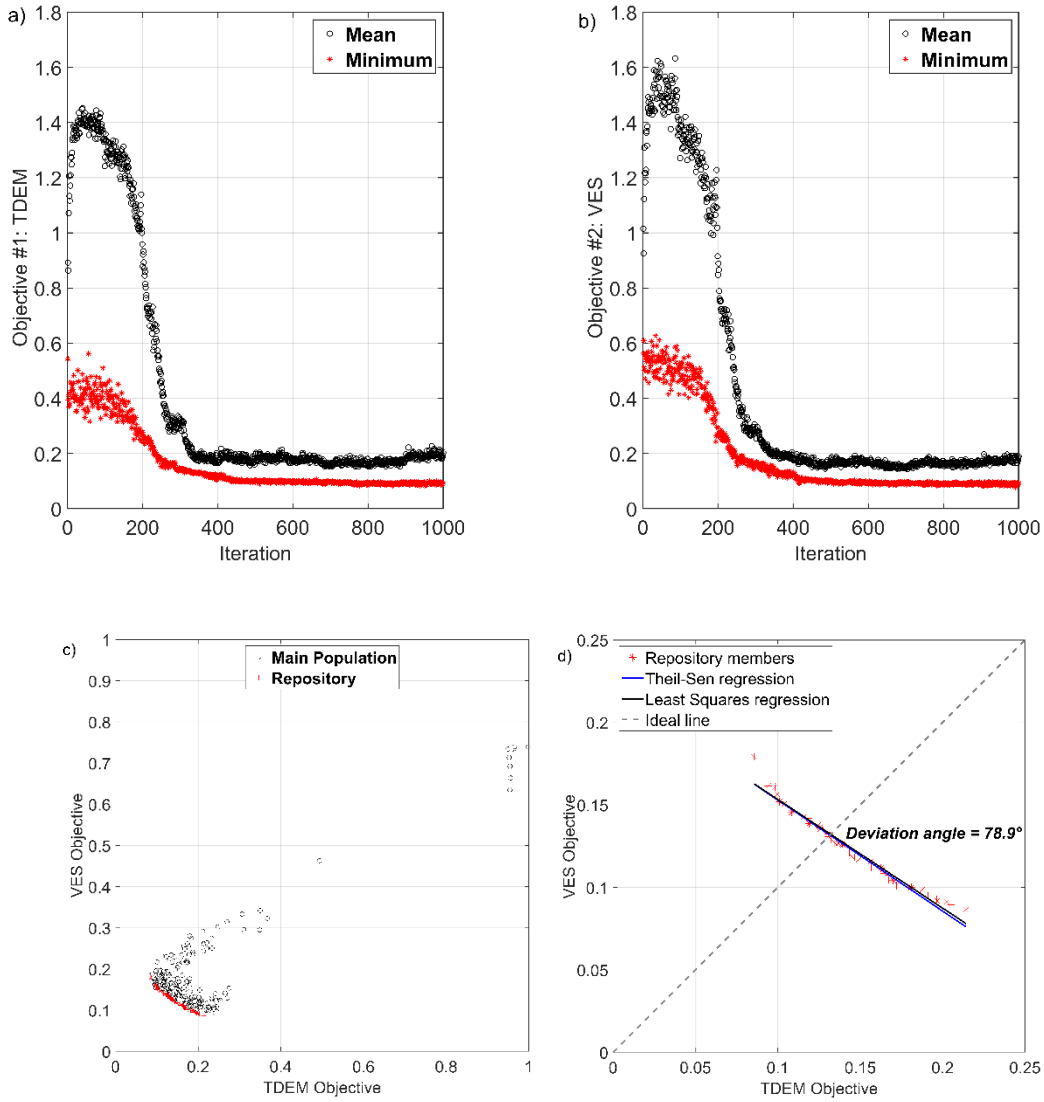 a)
1.8
1.6
1.4
1.2
1
0.8
0.6
0.4
0.2
0
Objective #1: TDEM
Mean
Minimum
0 200 400 600 800 1000
Iteration
b)
1.8
1.6
1.4
1.2
1
0.8
0.6
0.4
0.2
0
Objective #2: VES
Mean
Minimum
0 200 400 600 800 1000
Iteration
c)
1
0.9
0.8
0.7
0.6
0.5
0.4
0.3
0.2
0.1
0
VES Objective
Main Population
Repository
0 0.2 0.4 0.6 0.8 1
TDEM Objective
d)
0.25
0.2
0.15
0.1
0.05
0
VES Objective
Repository members
Theil-Sen regression
Least Squares regression
Ideal line
Deviation angle = 78.9°
0 0.05 0.1 0.15 0.2 0.25
TDEM Objective